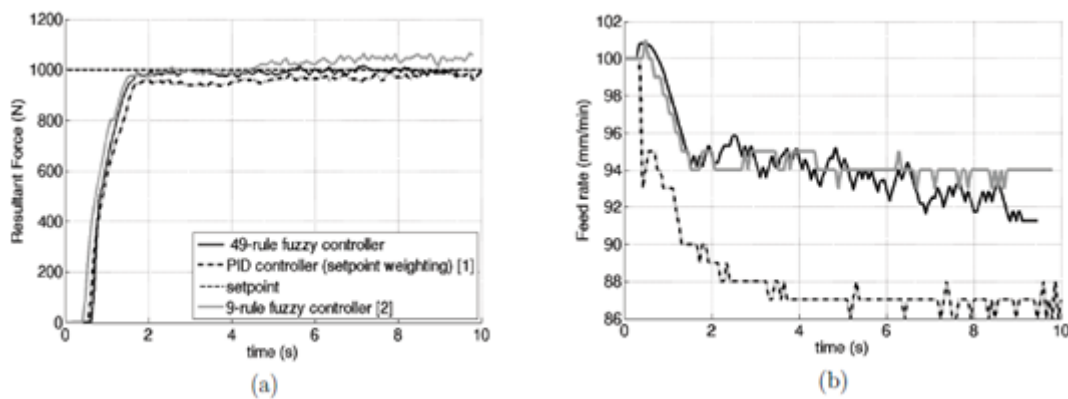 1200
1000
800
600
400
200
0
Resultant Force (N)
49-rule fuzzy controller
PID controller (setpoint weighting) [1]
setpoint
9-rule fuzzy controller [2]
0 2 4 6 8 10
time (s)
(a)
102
100
98
96
94
92
90
88
86
Feed rate (mm/min)
0 2 4 6 8 10
time (s)
(b)